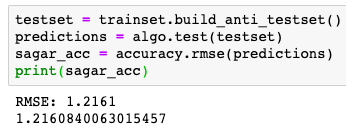 testset = trainset.build_anti_testset()
predictions = algo.test(testset)
sagar_acc = accuracy.rmse(predictions)
print(sagar_acc)
RMSE: 1.2161
1.2160840063015457